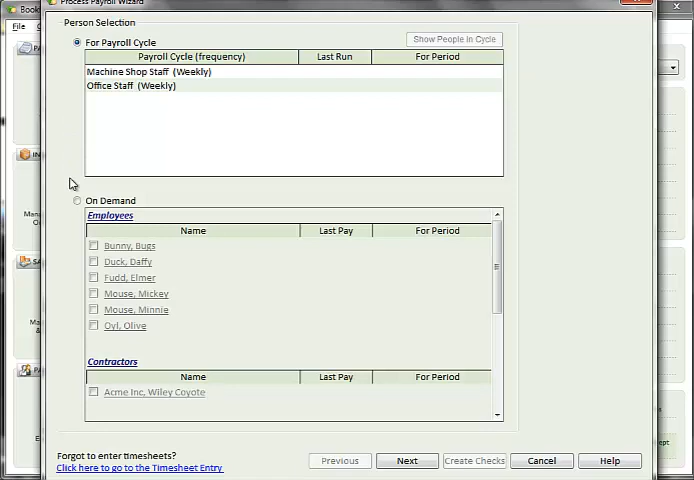 Book
Process Payroll Wizard
File
Person Selection
For Payroll Cycle
Show People in Cycle
Payroll Cycle (frequency) Last Run For Period
Machine Shop Staff (Weekly)
Office Staff (Weekly)
On Demand
Employees
Name Last Pay For Period
Bunny, Bugs
Duck, Daffy
Fudd, Elmer
Mouse, Mickey
Mouse, Minnie
Oyl, Olive
Contractors
Name Last Pay For Period
Acme Inc, Wiley Coyote
Forgot to enter timesheets?
Click here to go to the Timesheet Entry
Previous Next Create Checks Cancel Help